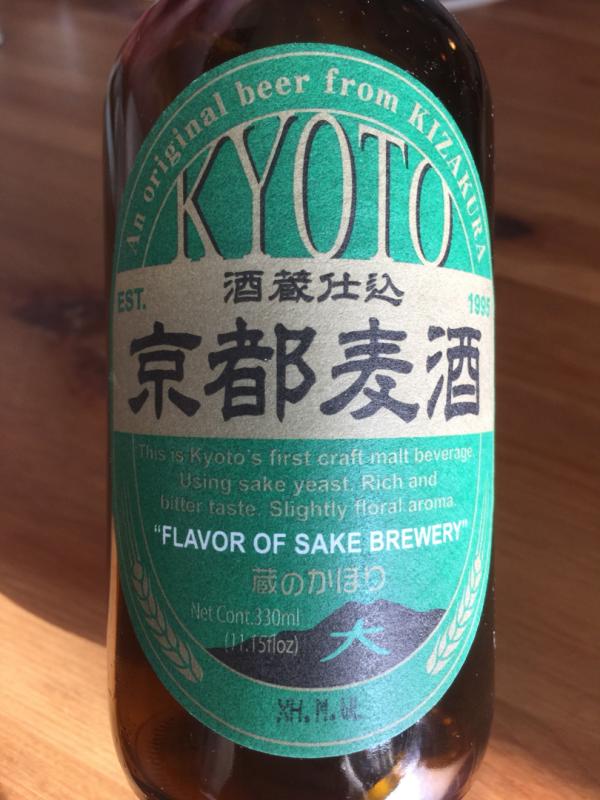 An original beer from KIZAKURA
KYOTO
酒蔵仕込
EST. 1995
京都麦酒
This is Kyoto's first craft malt beverage.
Using sake yeast. Rich and
bitter taste. Slightly floral aroma.
"FLAVOR OF SAKE BREWERY"
蔵のかほり
Net Cont.330ml
(11.15floz)
大